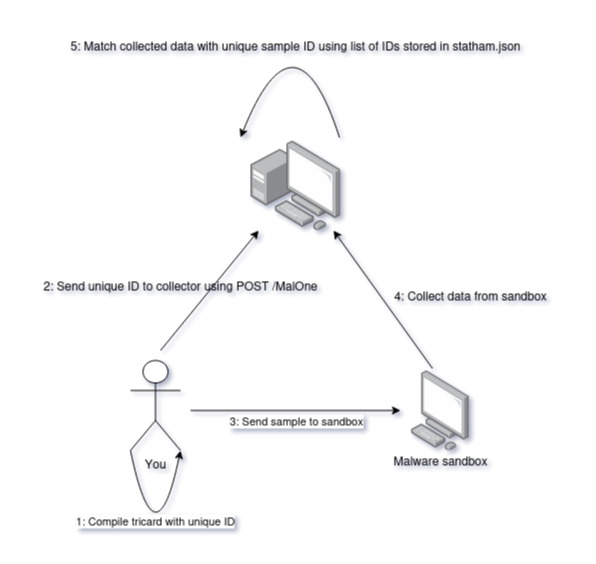 5: Match collected data with unique sample ID using list of IDs stored in statham.json
2: Send unique ID to collector using POST /MalOne
4: Collect data from sandbox
3: Send sample to sandbox
You
Malware sandbox
1: Compile tricard with unique ID